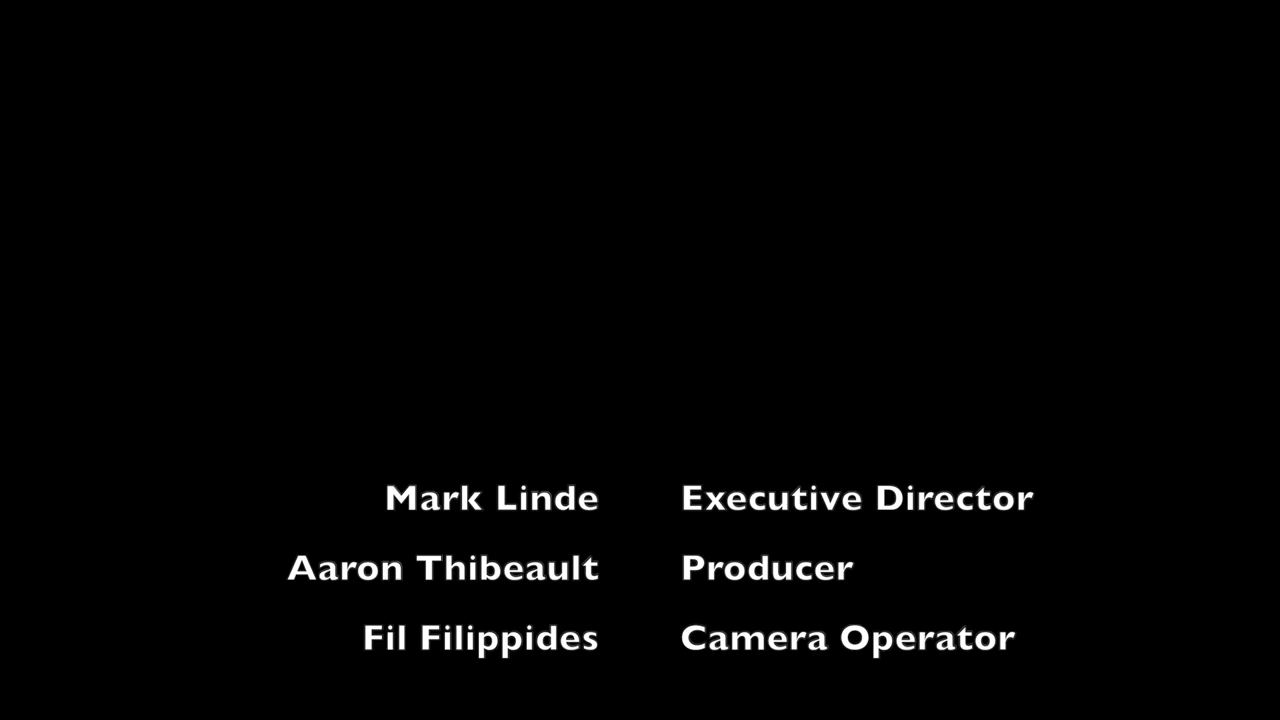 Mark Linde Executive Director
Aaron Thibeault Producer
Fil Filippides Camera Operator